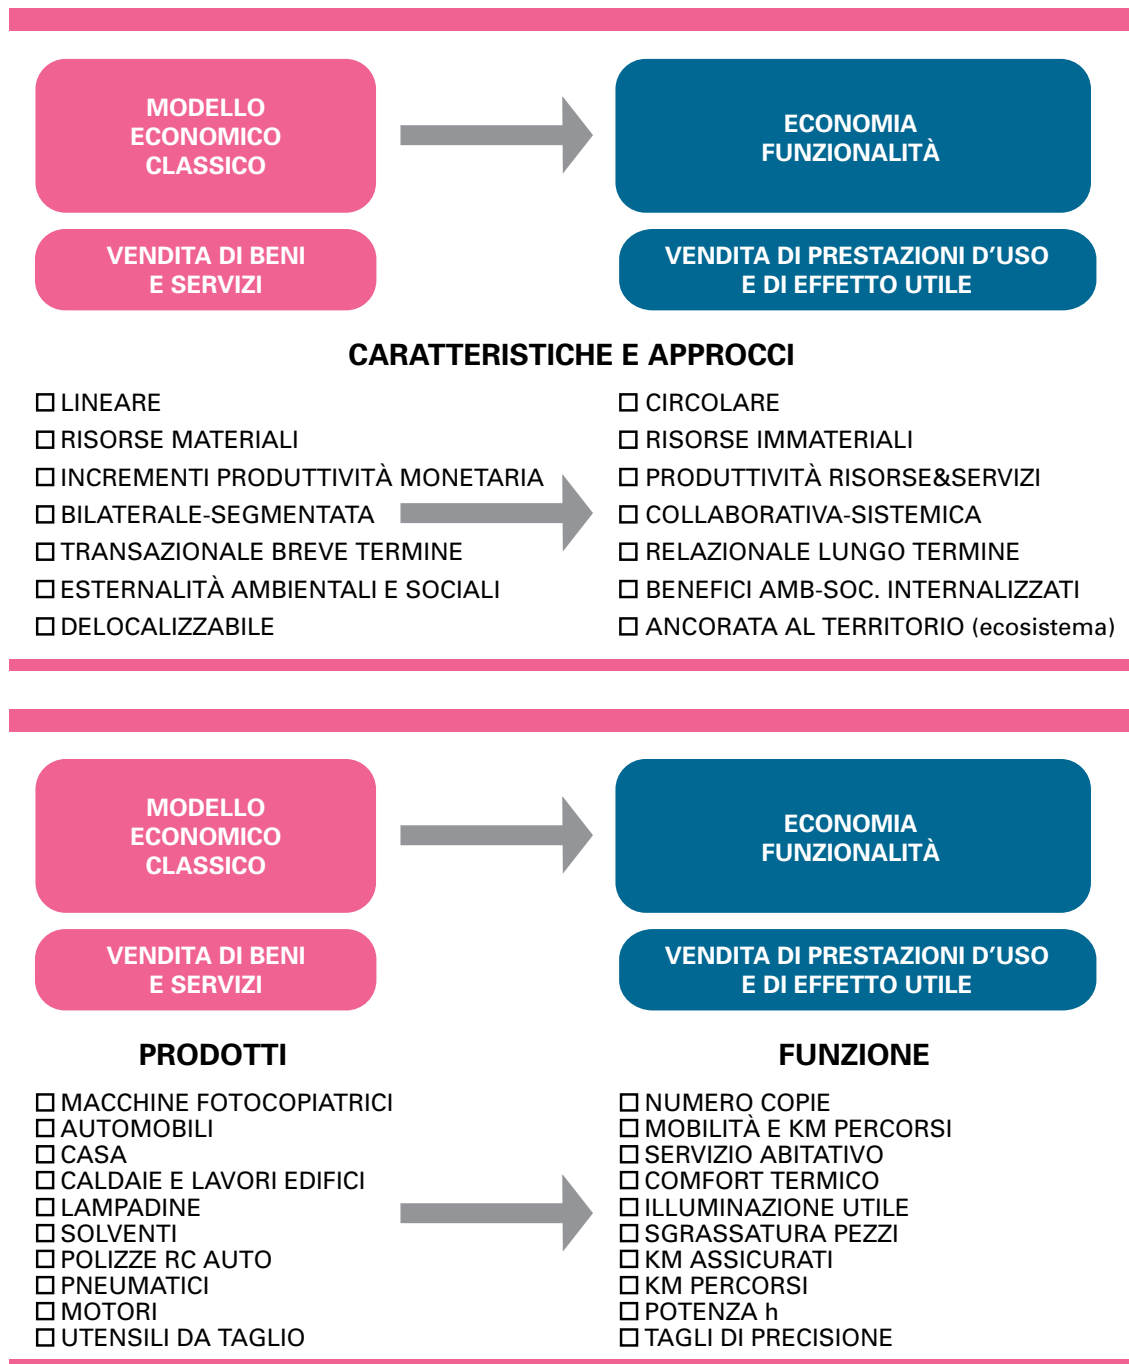 MODELLO
ECONOMICO
CLASSICO
ECONOMIA
FUNZIONALITÀ
VENDITA DI BENI
E SERVIZI
VENDITA DI PRESTAZIONI D'USO
E DI EFFETTO UTILE
CARATTERISTICHE E APPROCCI
LINEARE
RISORSE MATERIALI
INCREMENTI PRODUTTIVITÀ MONETARIA
BILATERALE-SEGMENTATA
TRANSAZIONALE BREVE TERMINE
ESTERNALITÀ AMBIENTALI E SOCIALI
DELOCALIZZABILE
CIRCOLARE
RISORSE IMMATERIALI
PRODUTTIVITÀ RISORSE&SERVIZI
COLLABORATIVA-SISTEMICA
RELAZIONALE LUNGO TERMINE
BENEFICI AMB-SOC. INTERNALIZZATI
ANCORATA AL TERRITORIO (ecosistema)
MODELLO
ECONOMICO
CLASSICO
ECONOMIA
FUNZIONALITÀ
VENDITA DI BENI
E SERVIZI
VENDITA DI PRESTAZIONI D'USO
E DI EFFETTO UTILE
PRODOTTI
MACCHINE FOTOCOPIATRICI
AUTOMOBILI
CASA
CALDAIE E LAVORI EDIFICI
LAMPADINE
SOLVENTI
POLIZZE RC AUTO
PNEUMATICI
MOTORI
UTENSILI DA TAGLIO
FUNZIONE
NUMERO COPIE
MOBILITÀ E KM PERCORSI
SERVIZIO ABITATIVO
COMFORT TERMICO
ILLUMINAZIONE UTILE
SGRASSATURA PEZZI
KM ASSICURATI
KM PERCORSI
POTENZA h
TAGLI DI PRECISIONE